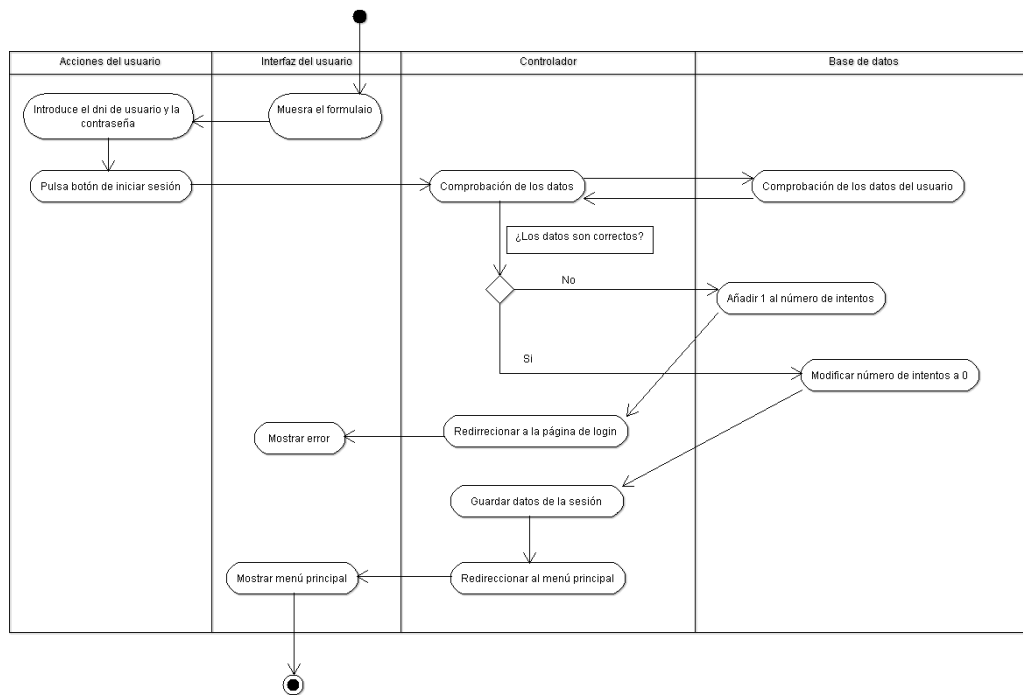 Acciones del usuario
Interfaz del usuario
Controlador
Base de datos
Introduce el dni de usuario y la
contraseña
Muesra el formulaio
Pulsa botón de iniciar sesión
Comprobación de los datos
Comprobación de los datos del usuario
¿Los datos son correctos?
No
Añadir 1 al número de intentos
Si
Modificar número de intentos a 0
Redirrecionar a la página de login
Mostrar error
Guardar datos de la sesión
Mostrar menú principal
Redireccionar al menú principal